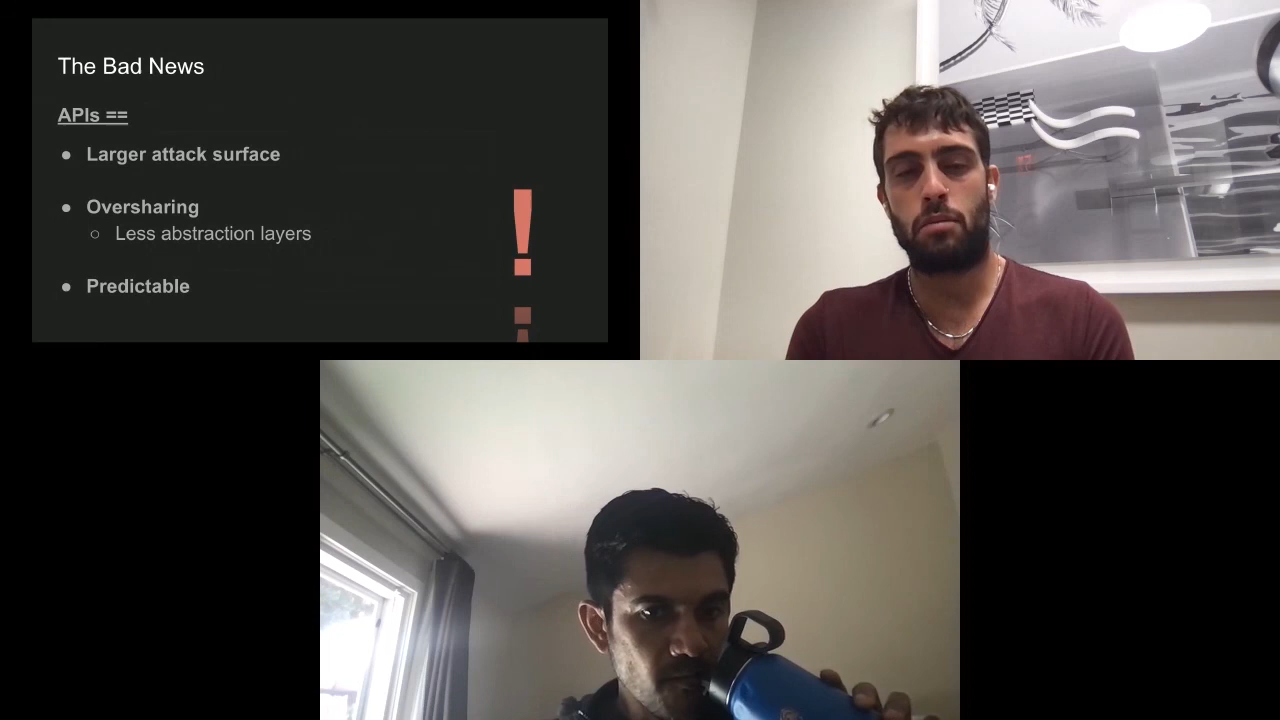 The Bad News
APIs ==
● Larger attack surface
● Oversharing
○ Less abstraction layers
● Predictable
!